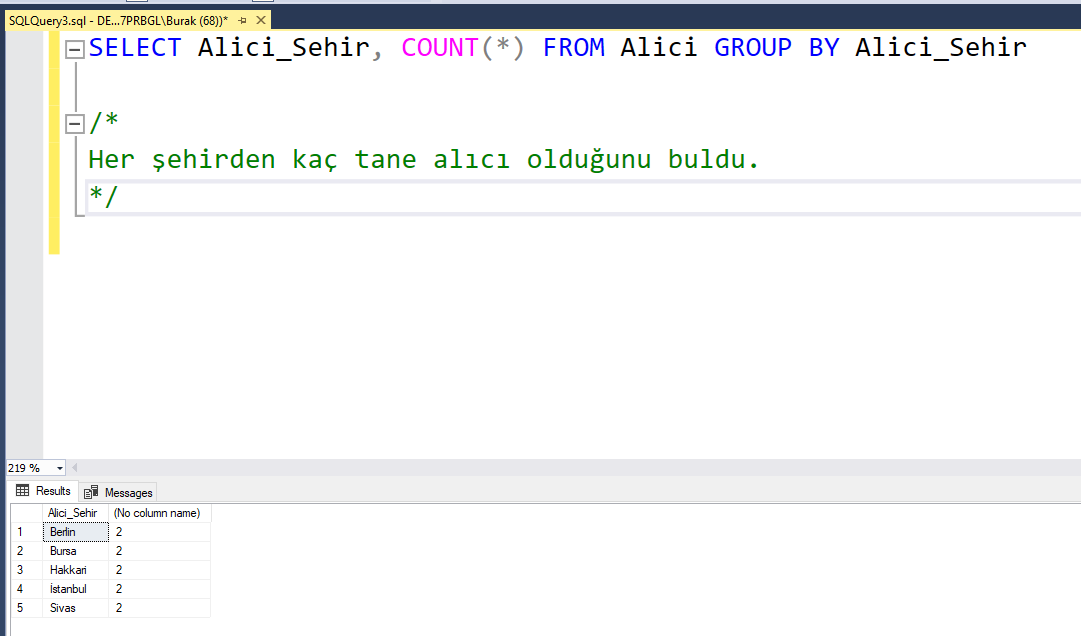 SQLQuery3.sql - DE...7PRBGL\Burak (68))*
SELECT Alici_Sehir, COUNT(*) FROM Alici GROUP BY Alici_Sehir
/*
Her şehirden kaç tane alıcı olduğunu buldu.
*/
219 %
Results Messages
Alici_Sehir (No column name)
1 Berlin 2
2 Bursa 2
3 Hakkari 2
4 İstanbul 2
5 Sivas 2